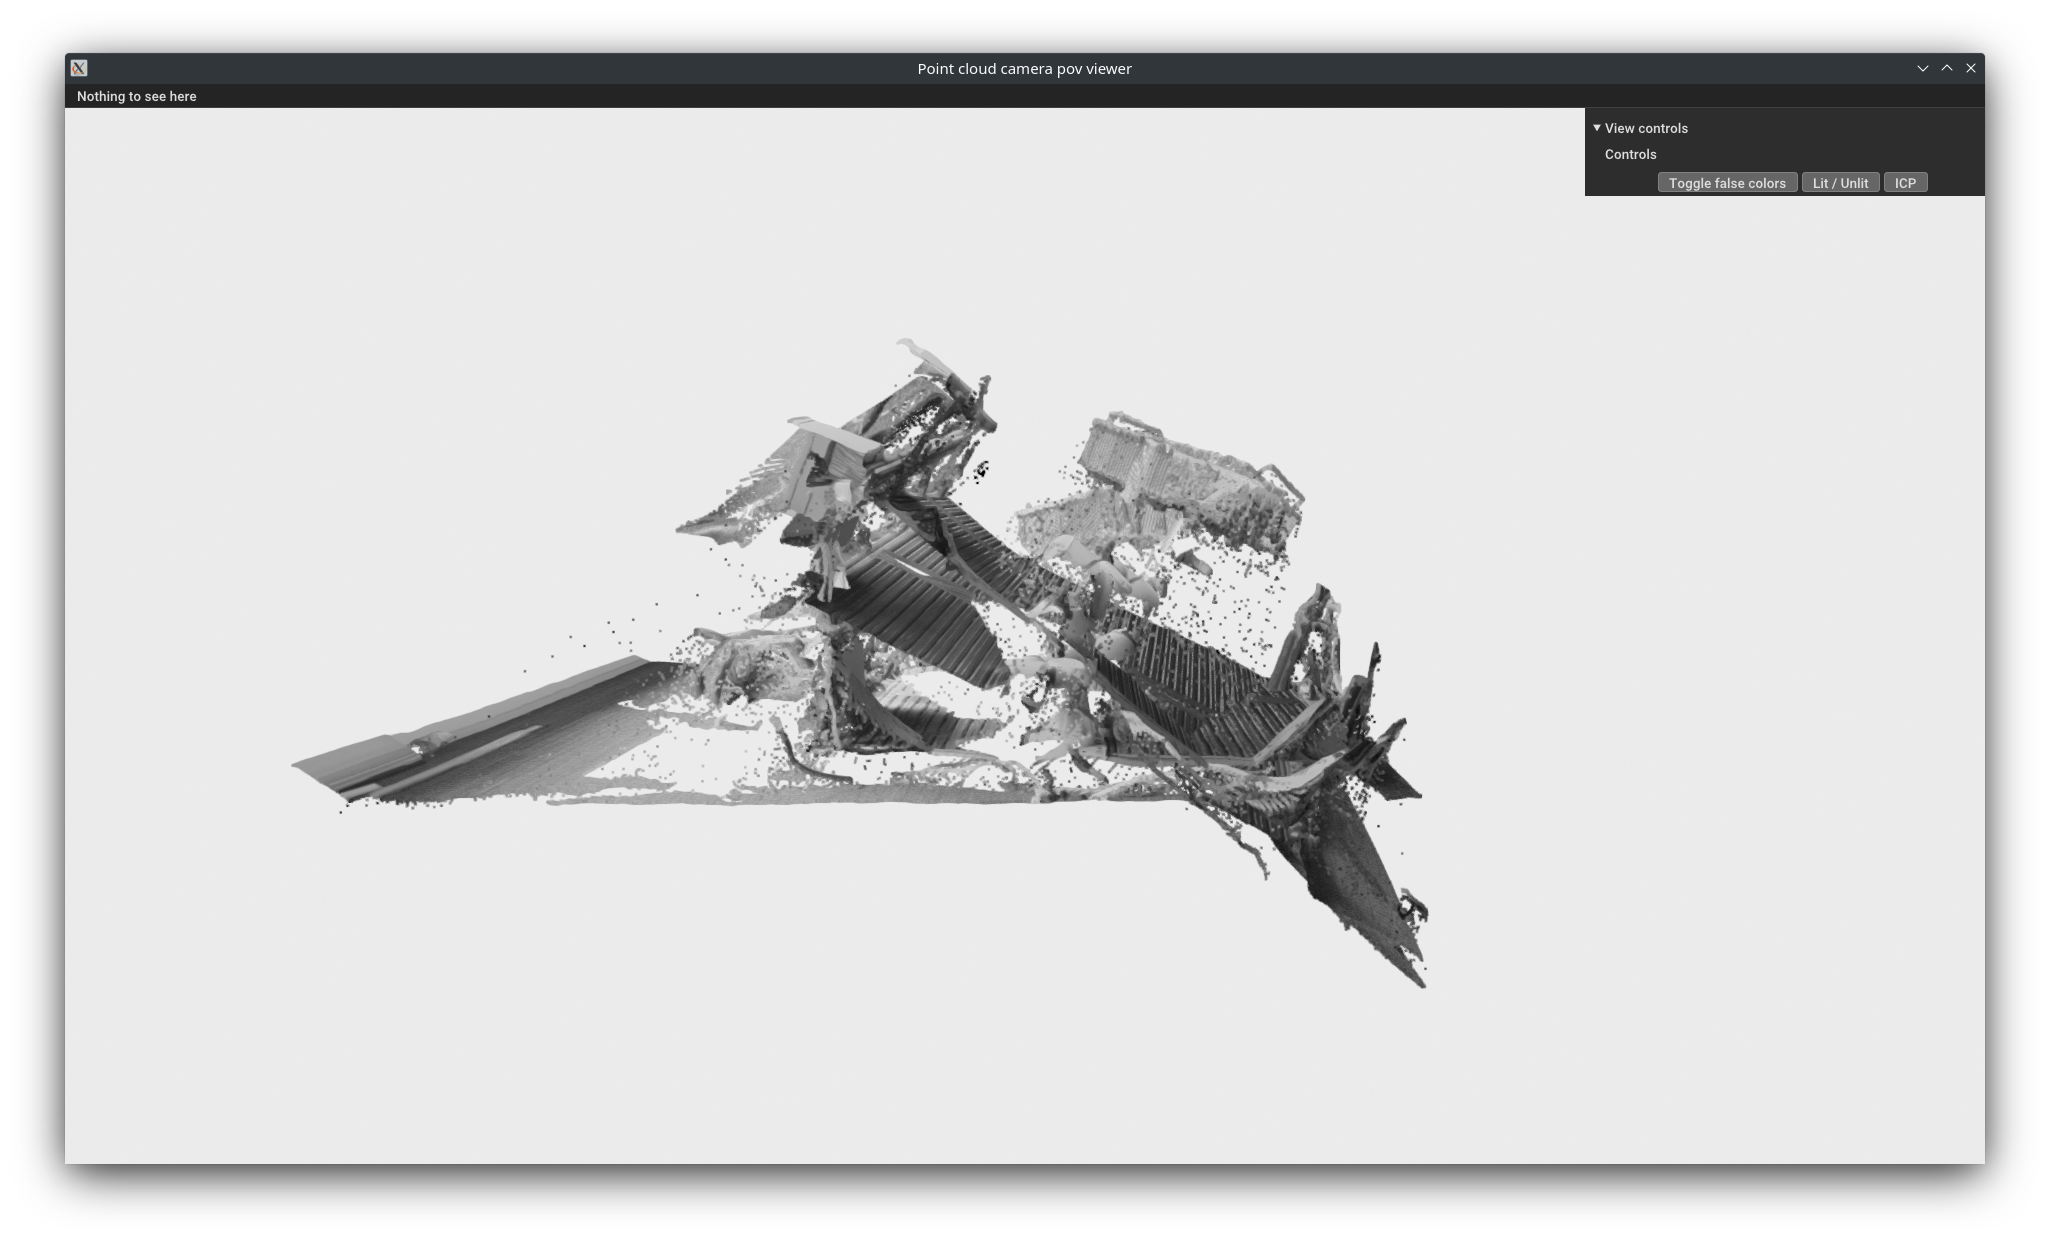 Point cloud camera pov viewer
Nothing to see here
View controls
Controls
Toggle false colors Lit / Unlit ICP